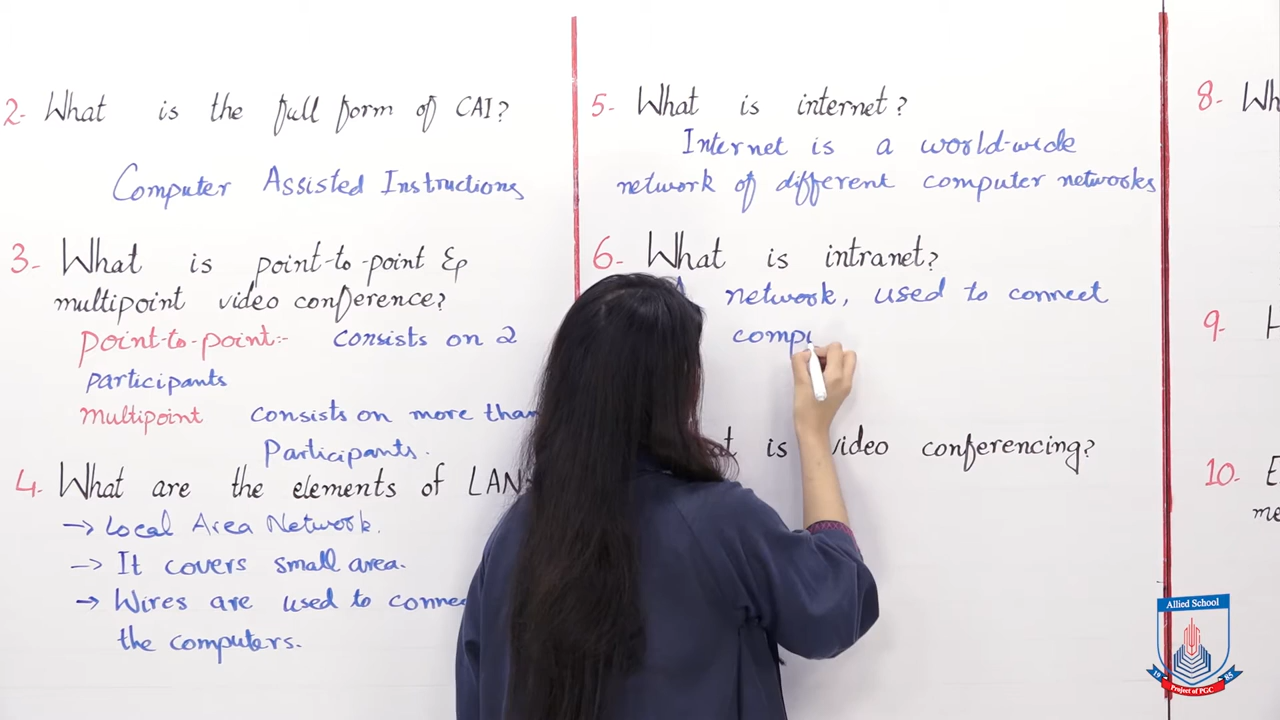 2- What is the full form of CAI?
Computer Assisted Instructions
3- What is point-to-point &
multipoint video conference?
point-to-point:- consists on 2
participants
multipoint consists on more than
Participants.
4- What are the elements of LAN
→ Local Area Network.
→ It covers small area.
→ Wires are used to connec
the computers.
5- What is internet?
Internet is a world-wide
network of different computer networks
6- What is intranet?
A network, used to connect
comp
is video conferencing?
8- Wh
9-
10-
Allied School
19 85
Project of PGC